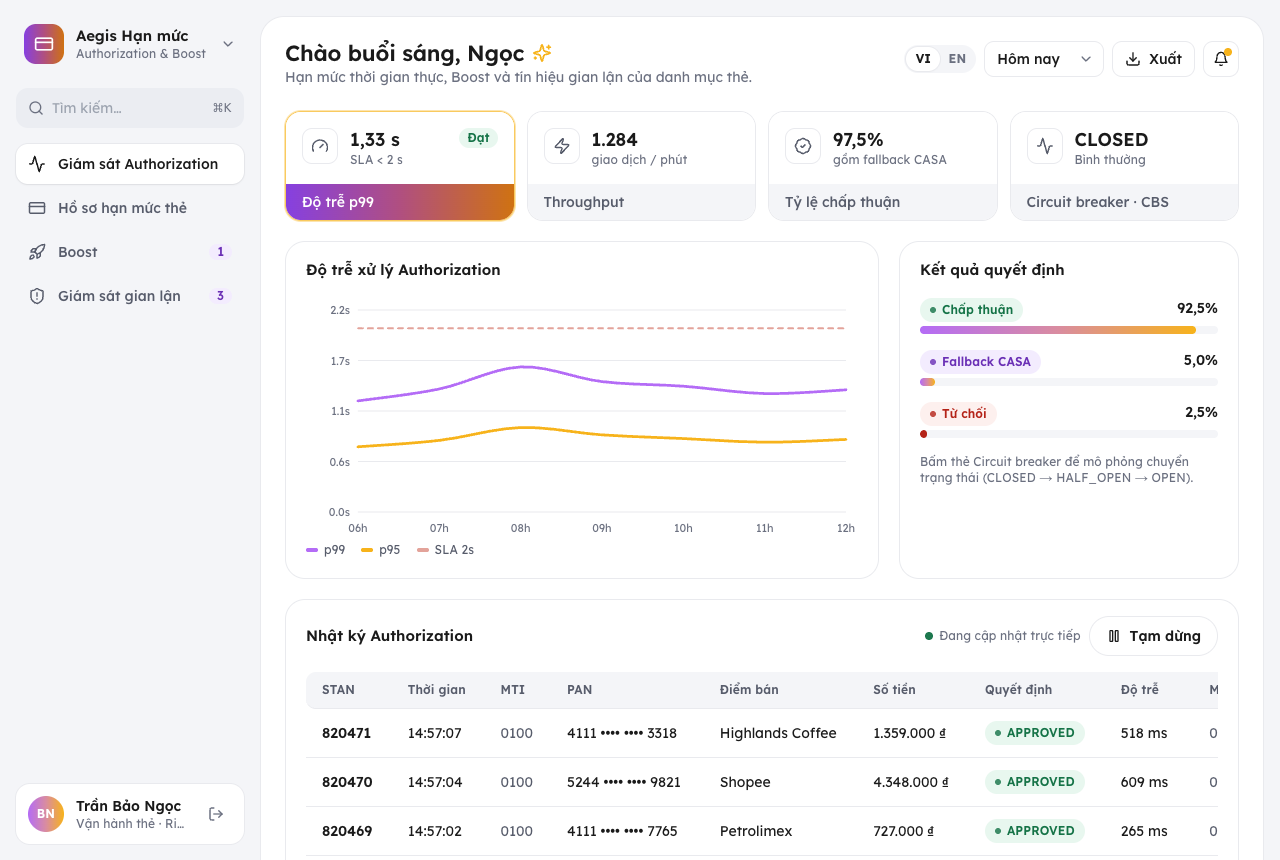 Aegis Hạn mức
Authorization & Boost
Tìm kiếm...
⌘K
Giám sát Authorization
Hồ sơ hạn mức thẻ
Boost
1
Giám sát gian lận
3
Trần Bảo Ngọc
BN
Vận hành thẻ · Ri...
Chào buổi sáng, Ngọc
Hạn mức thời gian thực, Boost và tín hiệu gian lận của danh mục thẻ.
VI EN
Hôm nay
Xuất
1,33 s
SLA < 2 s
Đạt
Độ trễ p99
1.284
giao dịch / phút
Throughput
97,5%
gồm fallback CASA
Tỷ lệ chấp thuận
CLOSED
Bình thường
Circuit breaker · CBS
Độ trễ xử lý Authorization
2.2s
1.7s
1.1s
0.6s
0.0s
06h 07h 08h 09h 10h 11h 12h
p99 p95 SLA 2s
Kết quả quyết định
Chấp thuận 92,5%
Fallback CASA 5,0%
Từ chối 2,5%
Bấm thẻ Circuit breaker để mô phỏng chuyển
trạng thái (CLOSED → HALF_OPEN → OPEN).
Nhật ký Authorization
Đang cập nhật trực tiếp
Tạm dừng
STAN Thời gian MTI PAN Điểm bán Số tiền Quyết định Độ trễ M
820471 14:57:07 0100 4111 •••• •••• 3318 Highlands Coffee 1.359.000 ₫ APPROVED 518 ms 0
820470 14:57:04 0100 5244 •••• •••• 9821 Shopee 4.348.000 ₫ APPROVED 609 ms 0
820469 14:57:02 0100 4111 •••• •••• 7765 Petrolimex 727.000 ₫ APPROVED 265 ms 0